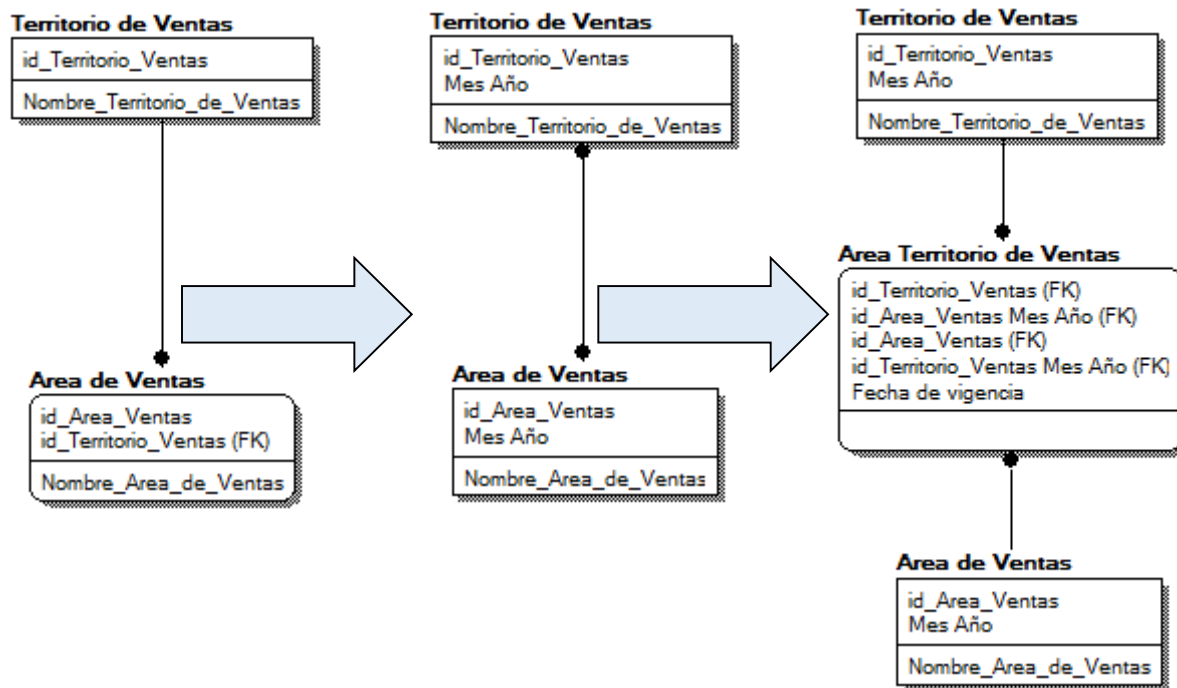 Territorio de Ventas
id_Territorio_Ventas
Nombre_Territorio_de_Ventas
Area de Ventas
id_Area_Ventas
id_Territorio_Ventas (FK)
Nombre_Area_de_Ventas
Territorio de Ventas
id_Territorio_Ventas
Mes Año
Nombre_Territorio_de_Ventas
Area de Ventas
id_Area_Ventas
Mes Año
Nombre_Area_de_Ventas
Territorio de Ventas
id_Territorio_Ventas
Mes Año
Nombre_Territorio_de_Ventas
Area Territorio de Ventas
id_Territorio_Ventas (FK)
id_Area_Ventas Mes Año (FK)
id_Area_Ventas (FK)
id_Territorio_Ventas Mes Año (FK)
Fecha de vigencia
Area de Ventas
id_Area_Ventas
Mes Año
Nombre_Area_de_Ventas